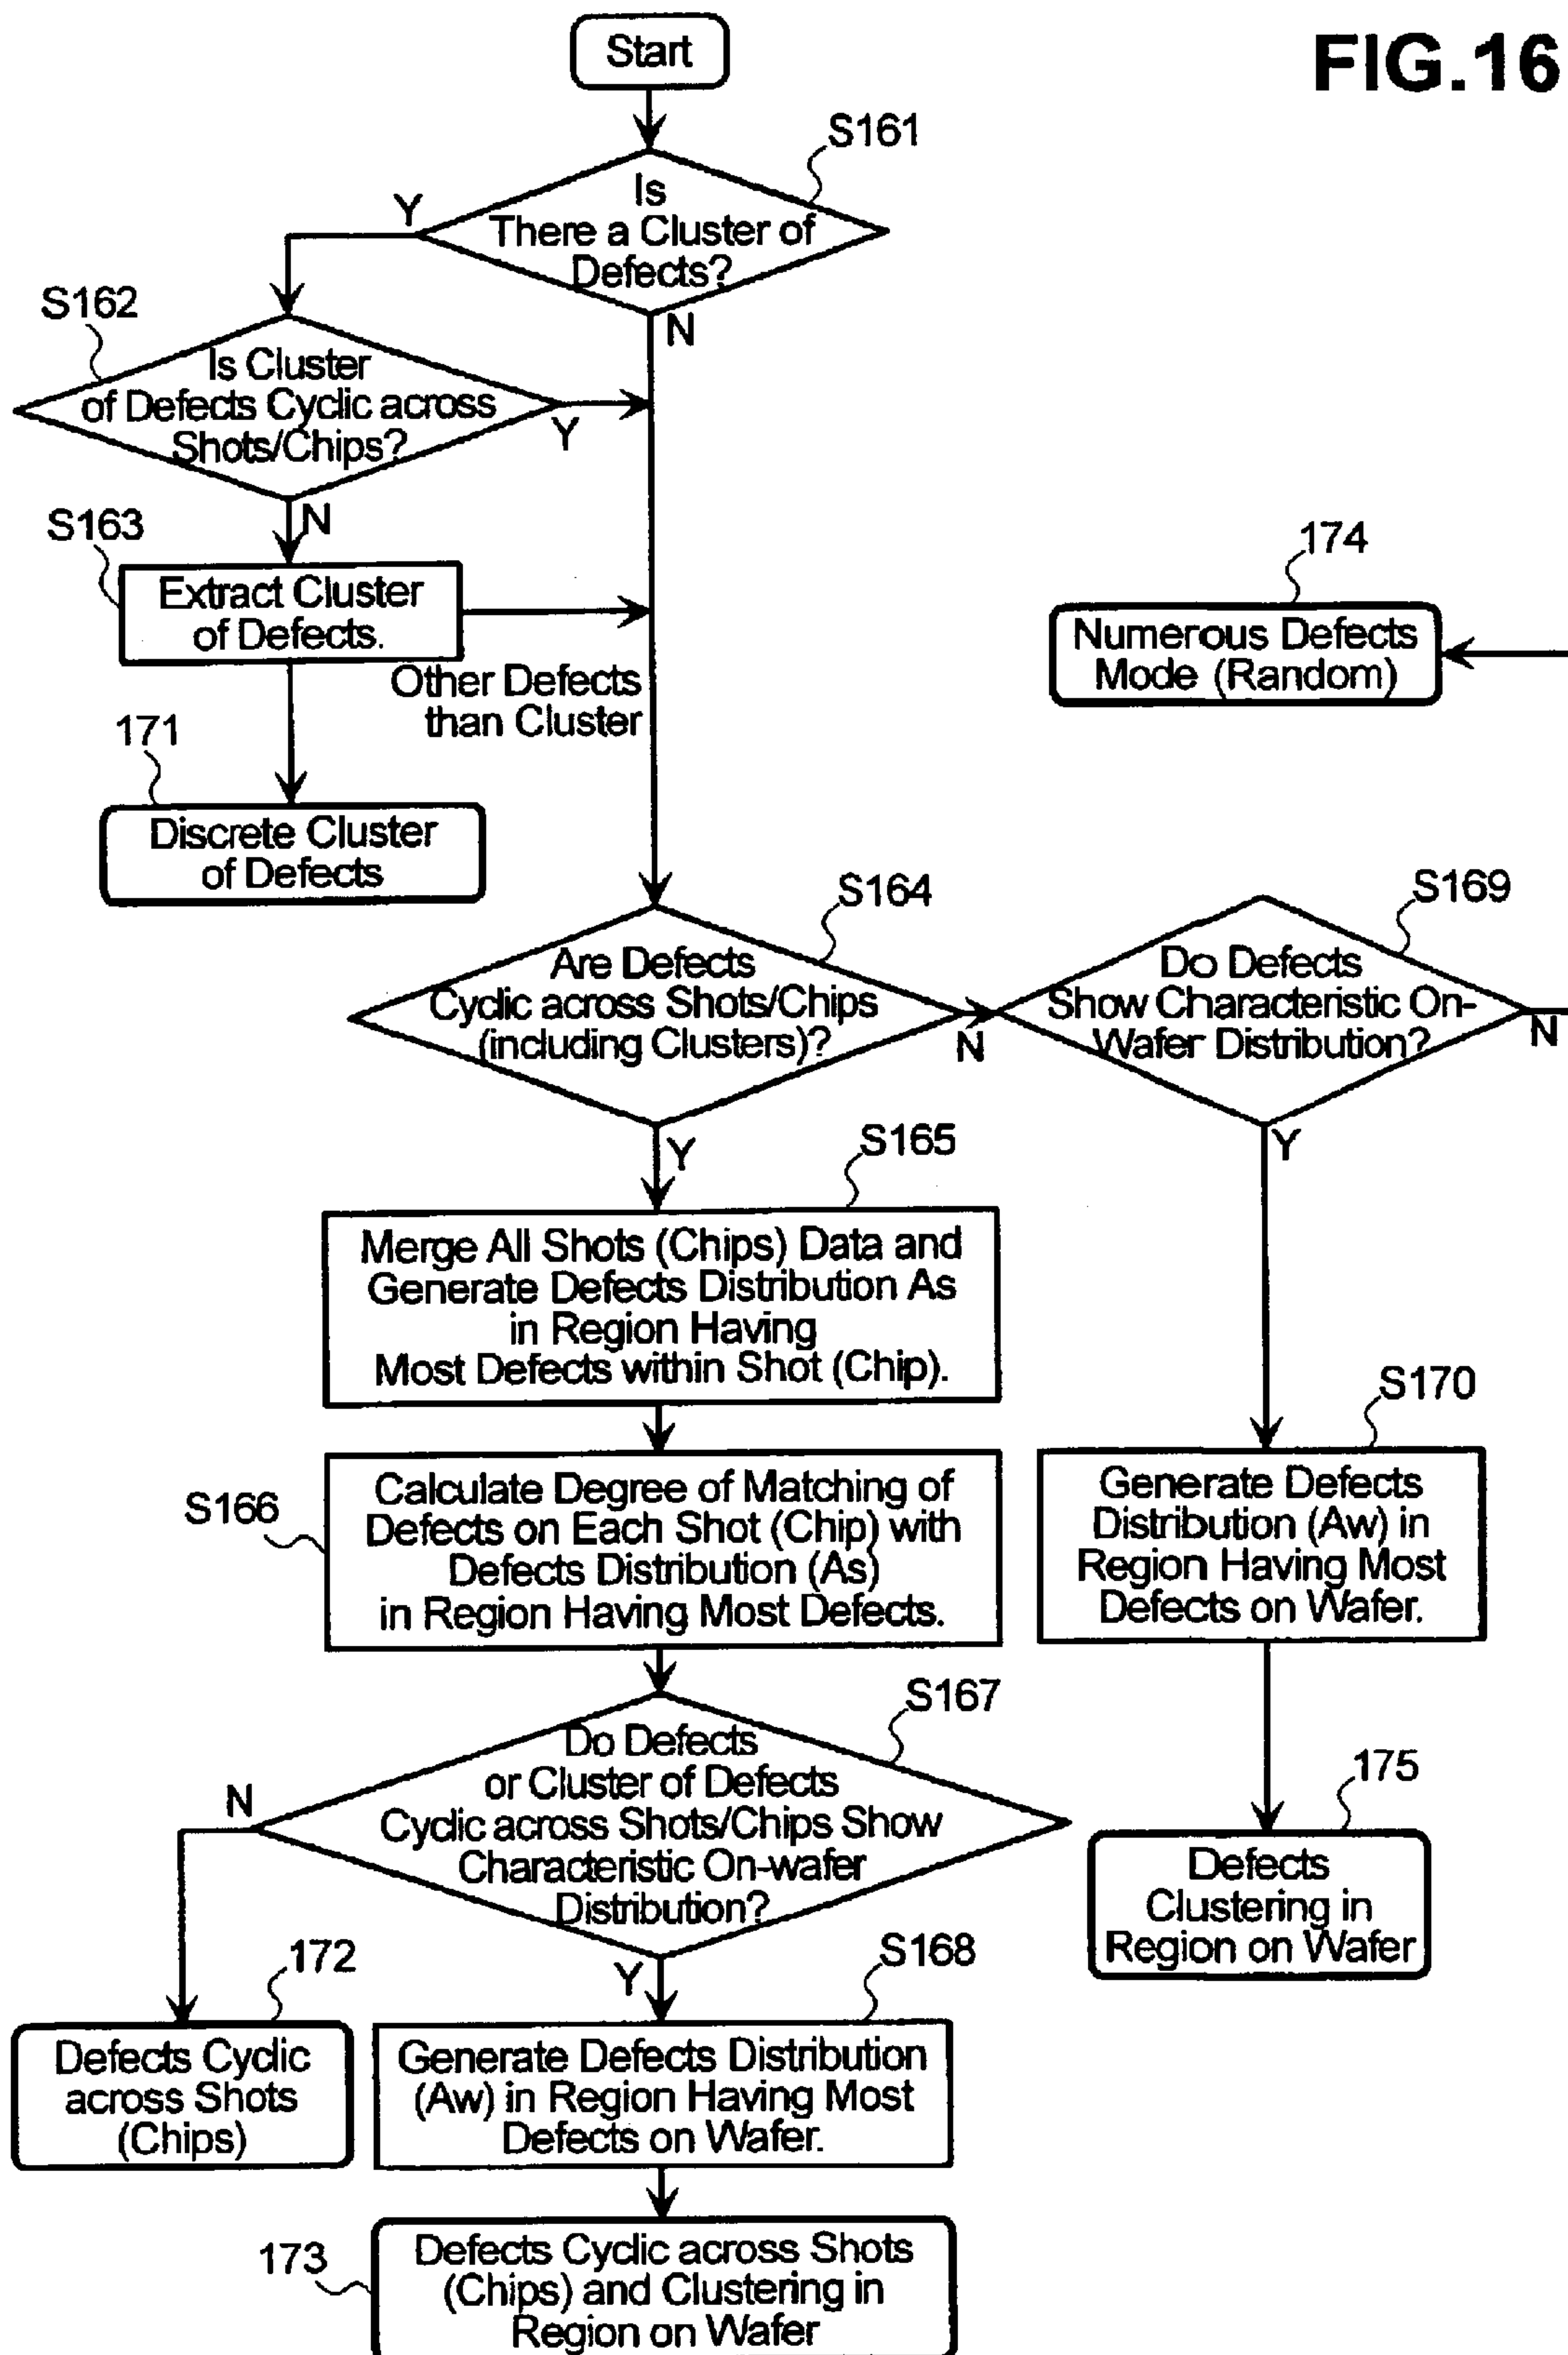 FIG.16
Start
S161
Is
There a Cluster of
Defects?
Y
N
S162
Is Cluster
of Defects Cyclic across
Shots/Chips?
Y
N
S163
Extract Cluster
of Defects.
Other Defects
than Cluster
171
Discrete Cluster
of Defects
174
Numerous Defects
Mode (Random)
S164
Are Defects
Cyclic across Shots/Chips
(including Clusters)?
N
Y
S169
Do Defects
Show Characteristic On-
Wafer Distribution?
N
Y
S165
Merge All Shots (Chips) Data and
Generate Defects Distribution As
in Region Having
Most Defects within Shot (Chip).
S166
Calculate Degree of Matching of
Defects on Each Shot (Chip) with
Defects Distribution (As)
in Region Having Most Defects.
S170
Generate Defects
Distribution (Aw) in
Region Having Most
Defects on Wafer.
S167
Do Defects
or Cluster of Defects
Cyclic across Shots/Chips Show
Characteristic On-wafer
Distribution?
N
Y
175
Defects
Clustering in
Region on Wafer
172
Defects Cyclic
across Shots
(Chips)
S168
Generate Defects Distribution
(Aw) in Region Having Most
Defects on Wafer.
173
Defects Cyclic across Shots
(Chips) and Clustering in
Region on Wafer